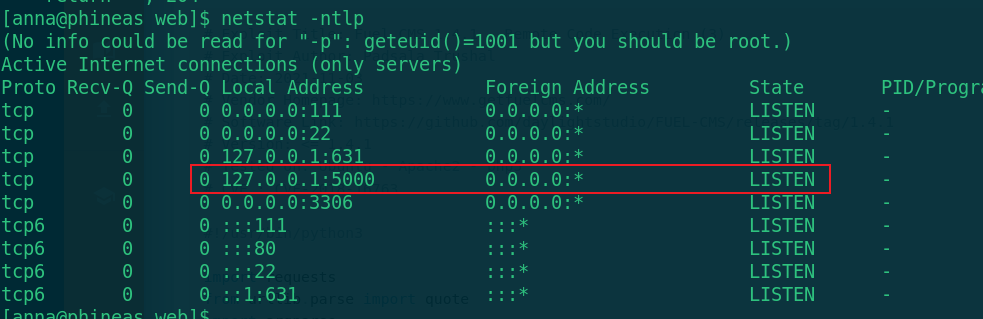 [anna@phineas web]$ netstat -ntlp
(No info could be read for "-p": geteuid()=1001 but you should be root.)
Active Internet connections (only servers)
Proto Recv-Q Send-Q Local Address Foreign Address State PID/Progra
tcp 0 0 0.0.0.0:111 0.0.0.0:* LISTEN -
tcp 0 0 0.0.0.0:22 0.0.0.0:* LISTEN -
tcp 0 0 127.0.0.1:631 0.0.0.0:* LISTEN -
tcp 0 0 127.0.0.1:5000 0.0.0.0:* LISTEN -
tcp 0 0 0.0.0.0:3306 0.0.0.0:* LISTEN -
tcp6 0 0 :::111 :::* LISTEN -
tcp6 0 0 :::80 :::* LISTEN -
tcp6 0 0 :::22 :::* LISTEN -
tcp6 0 0 ::1:631 :::* LISTEN -
[anna@phineas web]$
requests
parse import quote